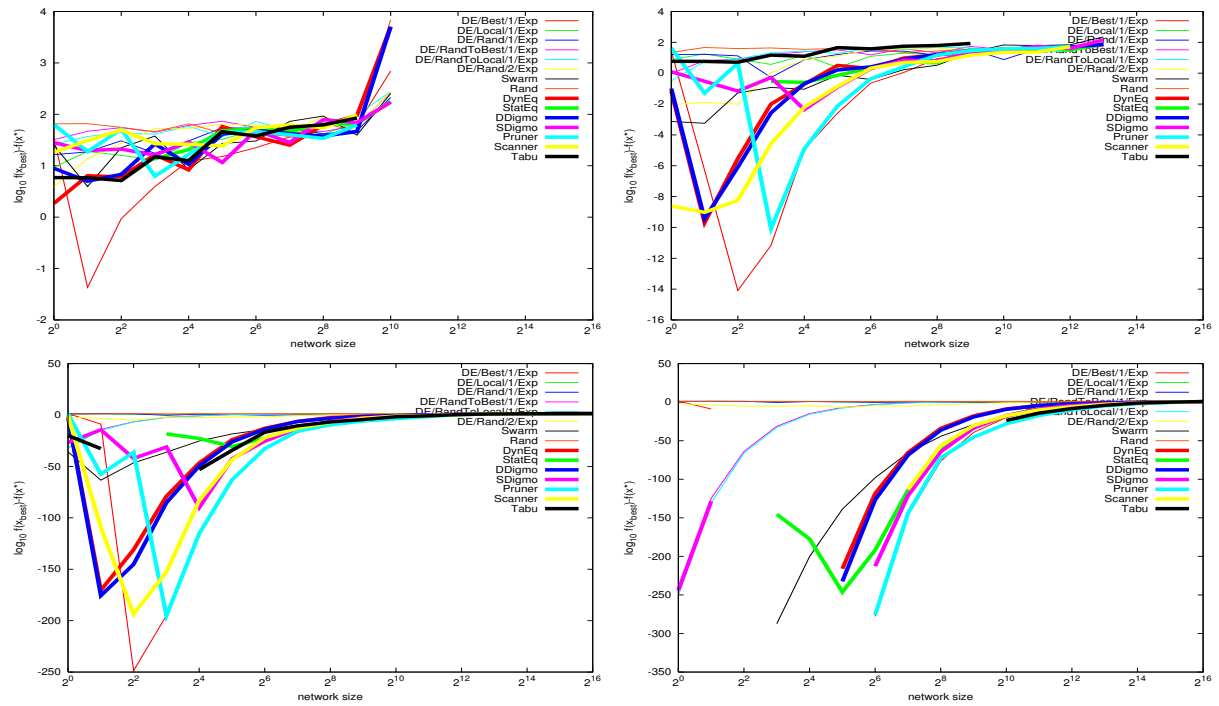 4
3
2
1
0
-1
-2
log10 f(xbest)-f(x*)
DE/Best/1/Exp
DE/Local/1/Exp
DE/Rand/1/Exp
DE/RandToBest/1/Exp
DE/RandToLocal/1/Exp
DE/Rand/2/Exp
Swarm
Rand
DynEq
StatEq
DDigmo
SDigmo
Pruner
Scanner
Tabu
2^0 2^2 2^4 2^6 2^8 2^10 2^12 2^14 2^16
network size
4
2
0
-2
-4
-6
-8
-10
-12
-14
-16
log10 f(xbest)-f(x*)
DE/Best/1/Exp
DE/Local/1/Exp
DE/Rand/1/Exp
DE/RandToBest/1/Exp
DE/RandToLocal/1/Exp
DE/Rand/2/Exp
Swarm
Rand
DynEq
StatEq
DDigmo
SDigmo
Pruner
Scanner
Tabu
2^0 2^2 2^4 2^6 2^8 2^10 2^12 2^14 2^16
network size
50
0
-50
-100
-150
-200
-250
log10 f(xbest)-f(x*)
DE/Best/1/Exp
DE/Local/1/Exp
DE/Rand/1/Exp
DE/RandToBest/1/Exp
DE/RandToLocal/1/Exp
DE/Rand/2/Exp
Swarm
Rand
DynEq
StatEq
DDigmo
SDigmo
Pruner
Scanner
Tabu
2^0 2^2 2^4 2^6 2^8 2^10 2^12 2^14 2^16
network size
50
0
-50
-100
-150
-200
-250
-300
-350
log10 f(xbest)-f(x*)
DE/Best/1/Exp
DE/Local/1/Exp
DE/Rand/1/Exp
DE/RandToBest/1/Exp
DE/RandToLocal/1/Exp
DE/Rand/2/Exp
Swarm
Rand
DynEq
StatEq
DDigmo
SDigmo
Pruner
Scanner
Tabu
2^0 2^2 2^4 2^6 2^8 2^10 2^12 2^14 2^16
network size